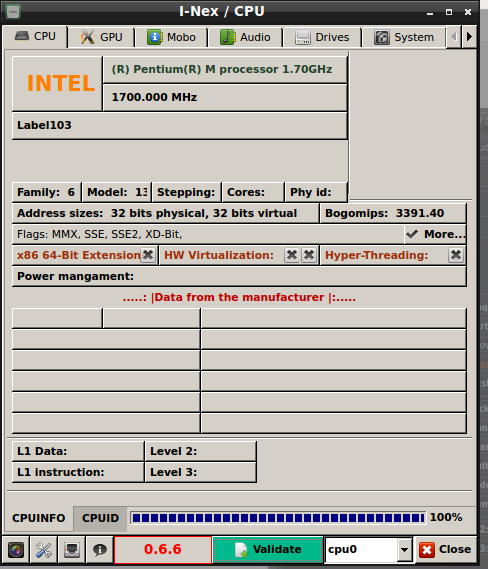 I-Nex / CPU
CPU GPU Mobo Audio Drives System
INTEL
(R) Pentium(R) M processor 1.70GHz
1700.000 MHz
Label103
Family: 6 Model: 13 Stepping: Cores: Phy id:
Address sizes: 32 bits physical, 32 bits virtual Bogomips: 3391.40
Flags: MMX, SSE, SSE2, XD-Bit, More...
x86 64-Bit Extension HW Virtualization: Hyper-Threading:
Power mangament:
.....: |Data from the manufacturer |:.....
L1 Data: Level 2:
L1 instruction: Level 3:
CPUINFO CPUID 100%
0.6.6 Validate cpu0 Close